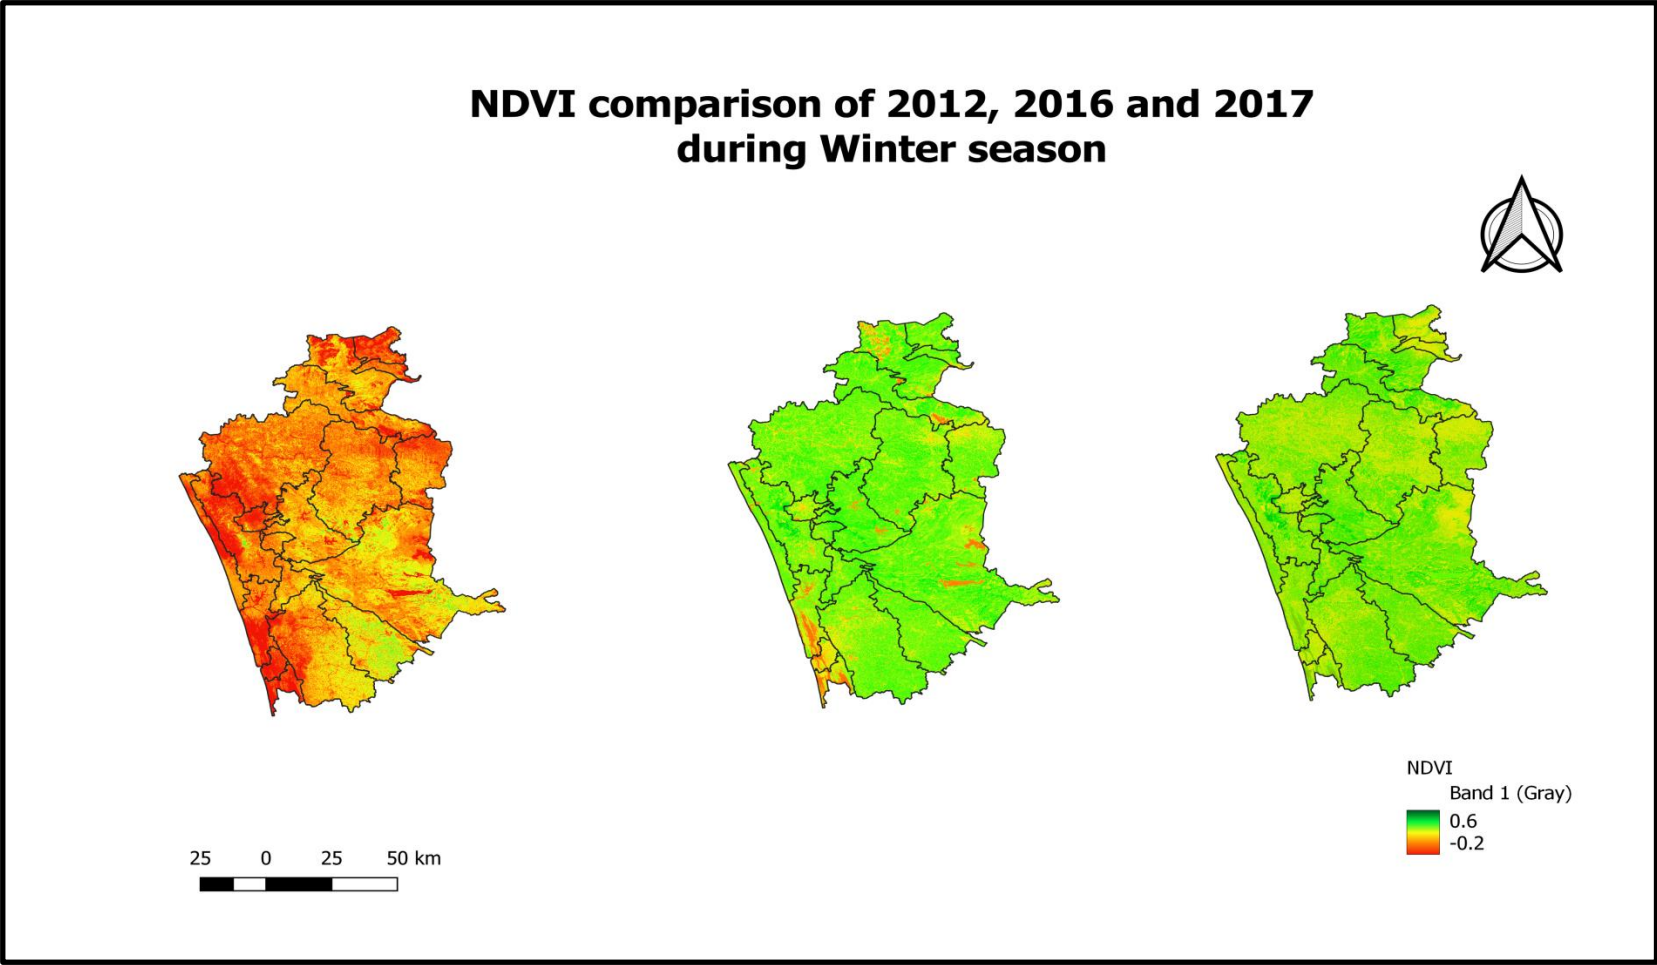 NDVI comparison of 2012, 2016 and 2017
during Winter season
NDVI
Band 1 (Gray)
0.6
-0.2
25 0 25 50 km